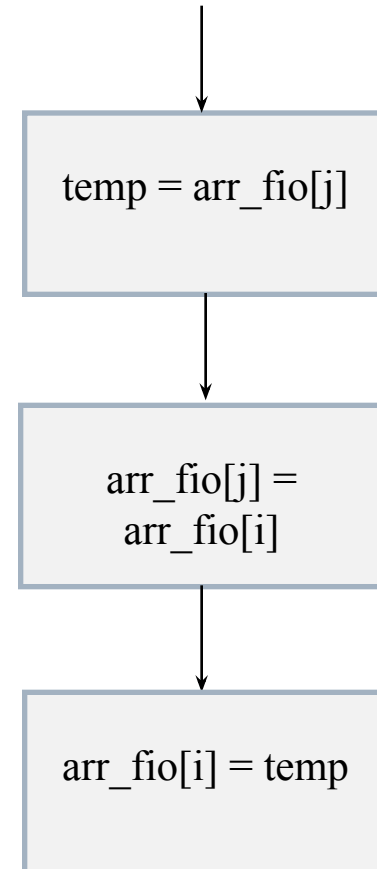 temp = arr_fio[j]
arr_fio[j] =
arr_fio[i]
arr_fio[i] = temp